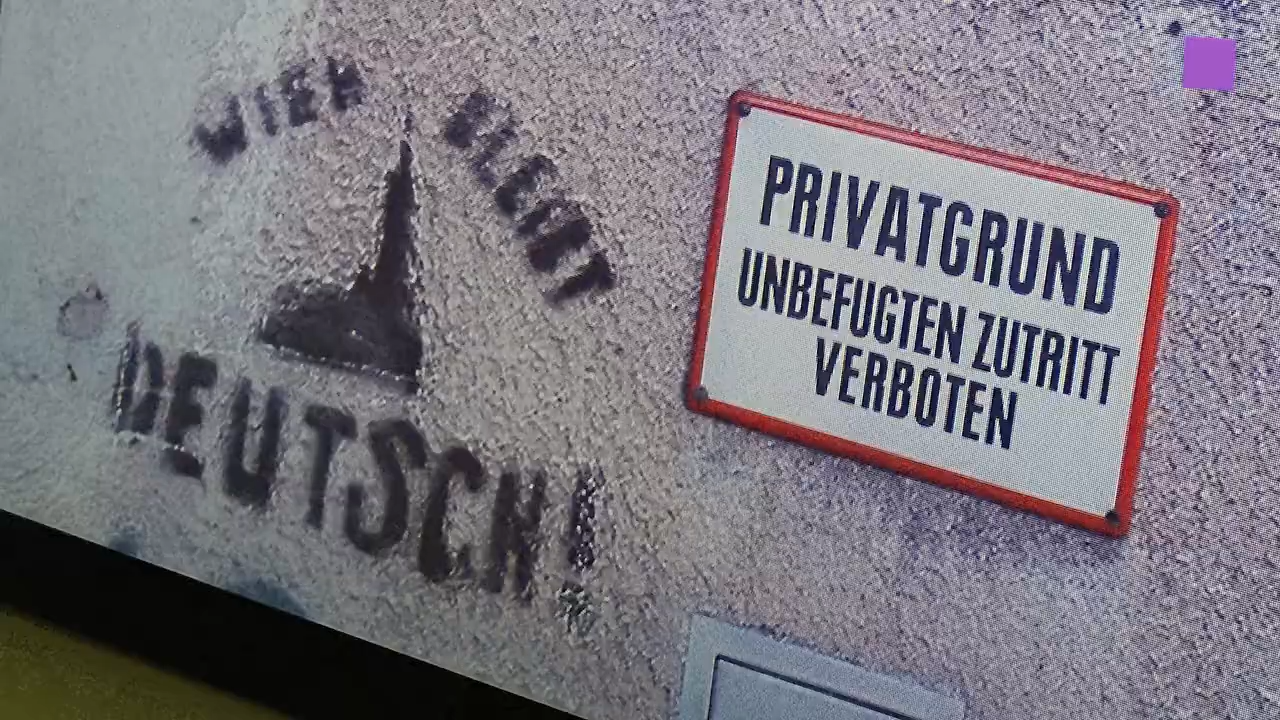 WIEN BLEIBT
DEUTSCH!
PRIVATGRUND
UNBEFUGTEN ZUTRITT
VERBOTEN